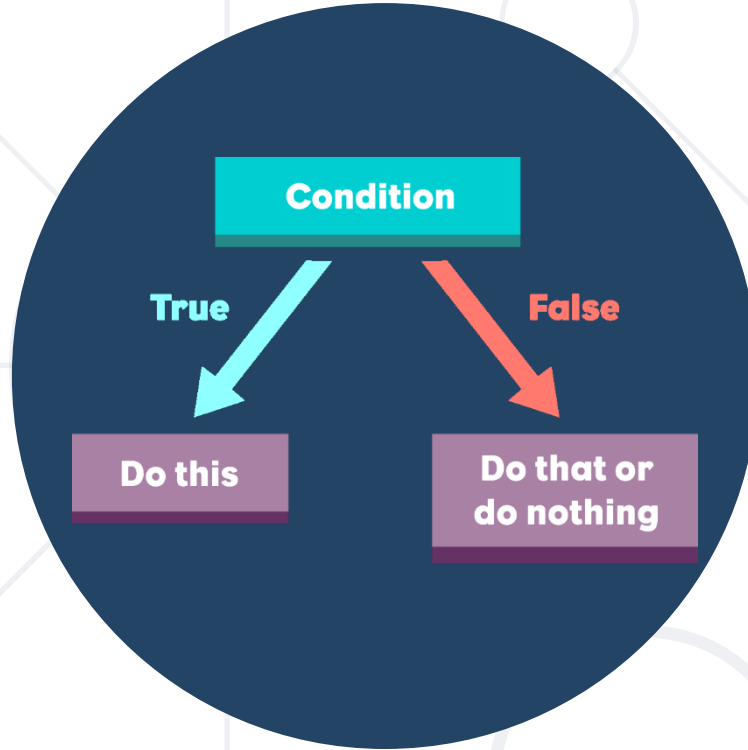 Condition
True
False
Do this
Do that or
do nothing